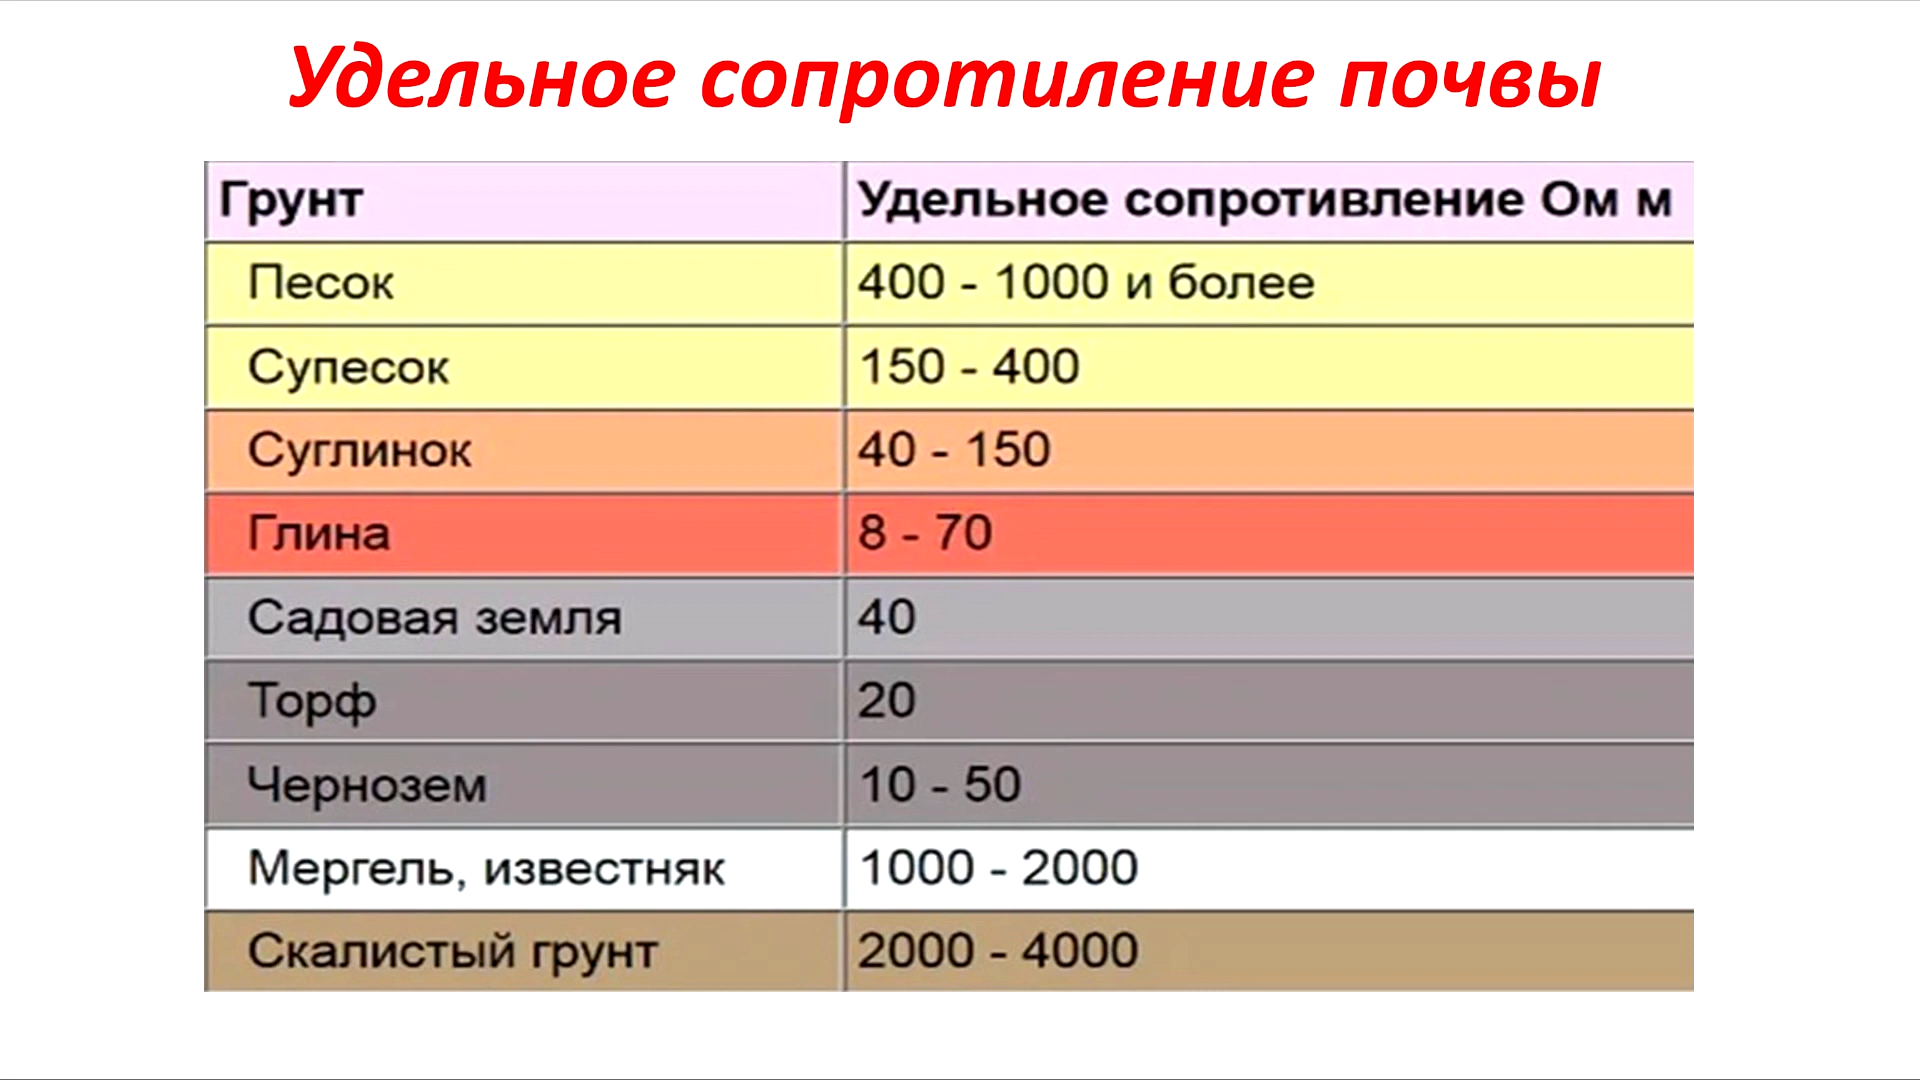 Удельное сопротиление почвы
Грунт Удельное сопротивление Ом м
Песок 400 - 1000 и более
Супесок 150 - 400
Суглинок 40 - 150
Глина 8 - 70
Садовая земля 40
Торф 20
Чернозем 10 - 50
Мергель, известняк 1000 - 2000
Скалистый грунт 2000 - 4000